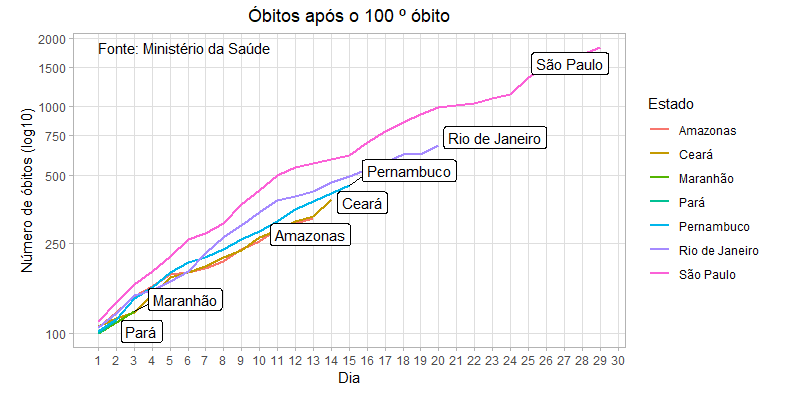 Óbitos após o 100 º óbito
Fonte: Ministério da Saúde
Número de óbitos (log10)
2000
1500
1000
750
500
250
100
São Paulo
Rio de Janeiro
Pernambuco
Ceará
Amazonas
Maranhão
Pará
1 2 3 4 5 6 7 8 9 10 11 12 13 14 15 16 17 18 19 20 21 22 23 24 25 26 27 28 29 30
Dia
Estado
Amazonas
Ceará
Maranhão
Pará
Pernambuco
Rio de Janeiro
São Paulo